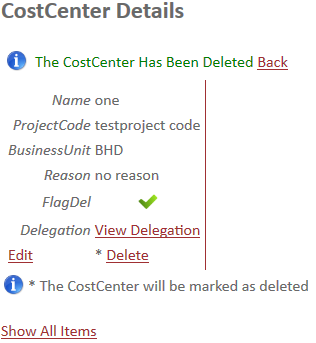 CostCenter Details
The CostCenter Has Been Deleted Back
Name one
ProjectCode testproject code
BusinessUnit BHD
Reason no reason
FlagDel
Delegation View Delegation
Edit * Delete
* The CostCenter will be marked as deleted
Show All Items